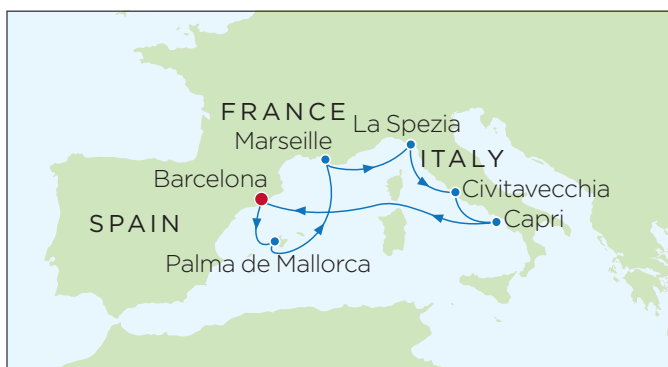 FRANCE
Marseille
La Spezia
ITALY
Barcelona
Civitavecchia
SPAIN
Capri
Palma de Mallorca